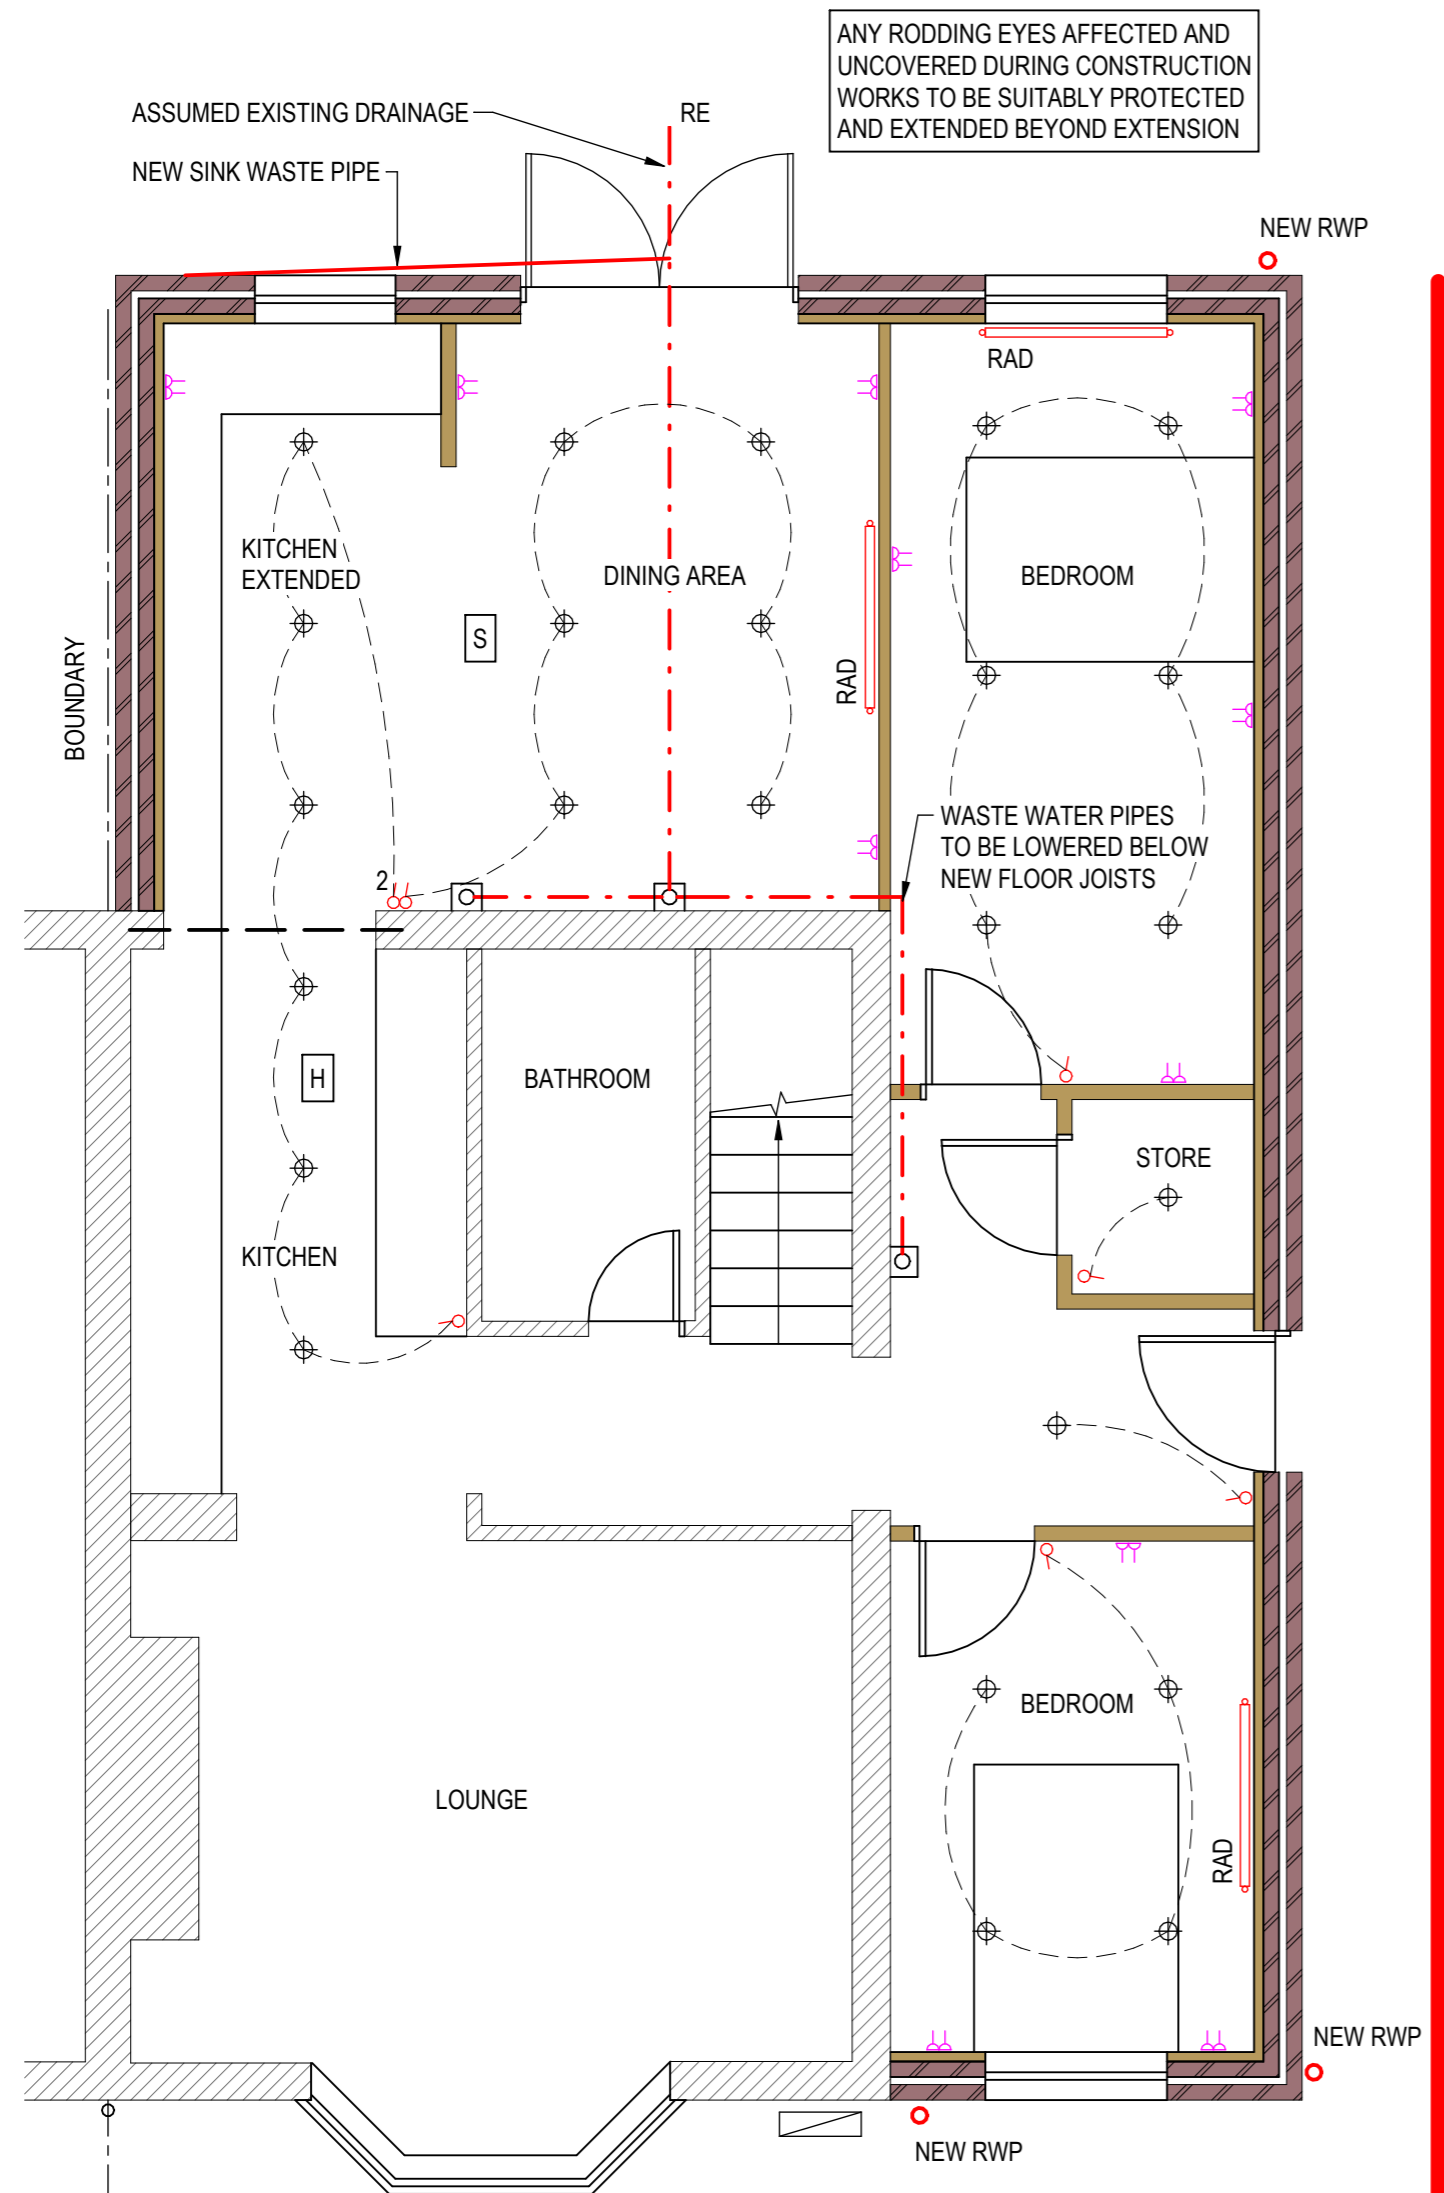 ANY RODDING EYES AFFECTED AND
UNCOVERED DURING CONSTRUCTION
WORKS TO BE SUITABLY PROTECTED
AND EXTENDED BEYOND EXTENSION
ASSUMED EXISTING DRAINAGE
RE
NEW SINK WASTE PIPE
NEW RWP
RAD
KITCHEN
EXTENDED
DINING AREA
BEDROOM
S
BOUNDARY
RAD
WASTE WATER PIPES
TO BE LOWERED BELOW
NEW FLOOR JOISTS
2
H
BATHROOM
STORE
KITCHEN
BEDROOM
LOUNGE
RAD
NEW RWP
NEW RWP